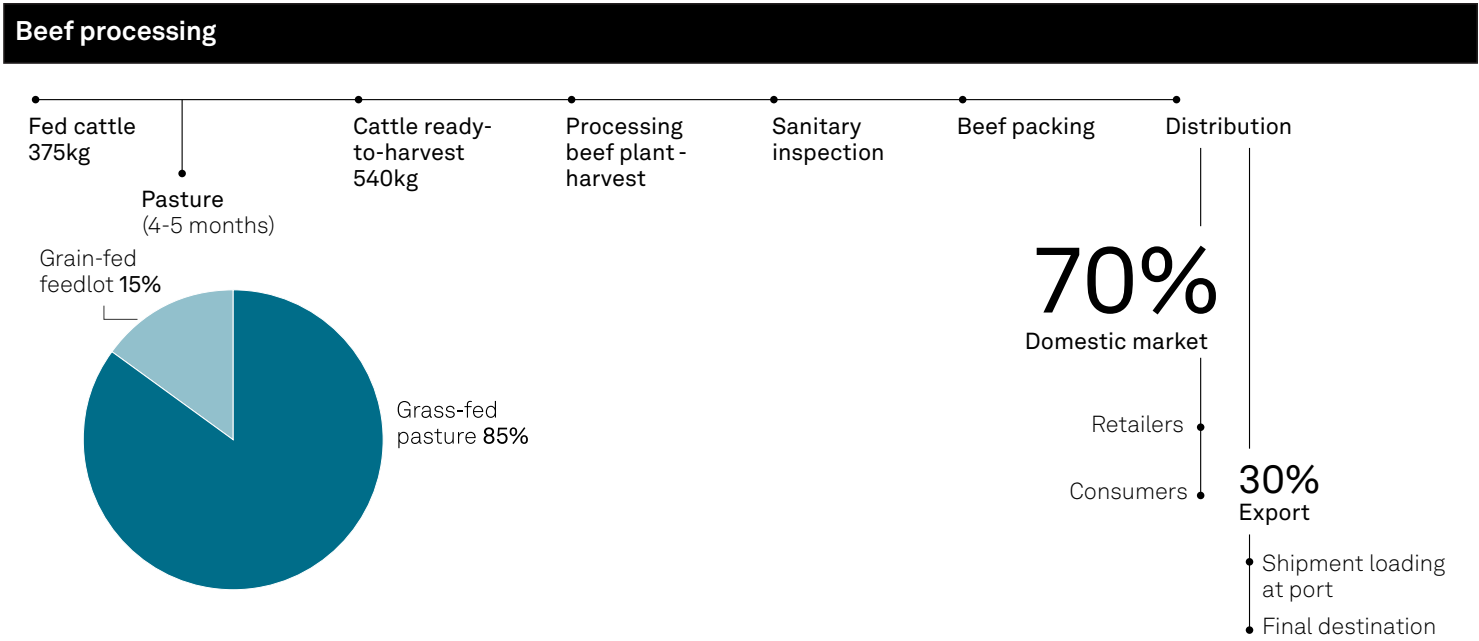 Beef processing
Fed cattle
375kg
Pasture
(4-5 months)
Cattle ready-
to-harvest
540kg
Processing
beef plant -
harvest
Sanitary
inspection
Beef packing
Distribution
Grain-fed
feedlot 15%
Grass-fed
pasture 85%
70%
Domestic market
Retailers
Consumers
30%
Export
Shipment loading
at port
Final destination